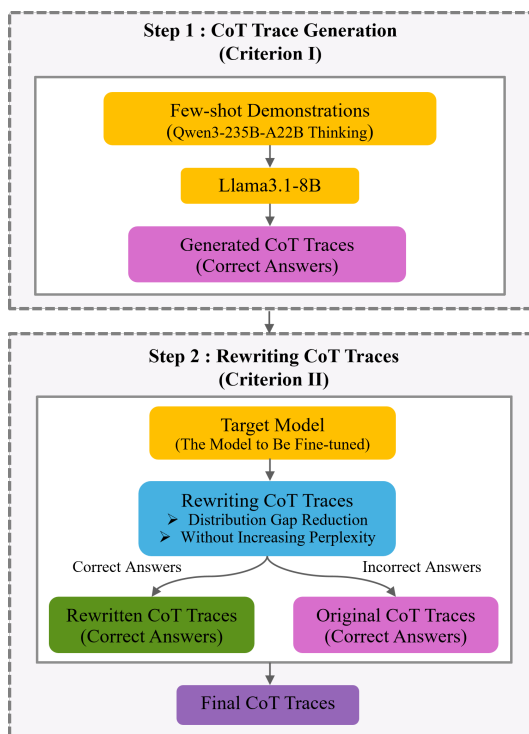 Step 1 : CoT Trace Generation
(Criterion I)
Few-shot Demonstrations
(Qwen3-235B-A22B Thinking)
Llama3.1-8B
Generated CoT Traces
(Correct Answers)
Step 2 : Rewriting CoT Traces
(Criterion II)
Target Model
(The Model to Be Fine-tuned)
Rewriting CoT Traces
➢ Distribution Gap Reduction
➢ Without Increasing Perplexity
Correct Answers
Incorrect Answers
Rewritten CoT Traces
(Correct Answers)
Original CoT Traces
(Correct Answers)
Final CoT Traces